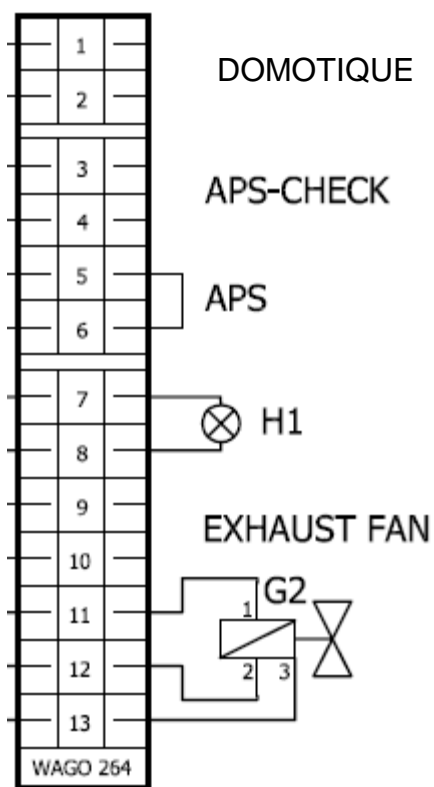 1
DOMOTIQUE
2
3
APS-CHECK
4
5
APS
6
7
H1
8
9
EXHAUST FAN
10
G2
11
1
12
2 3
13
WAGO 264